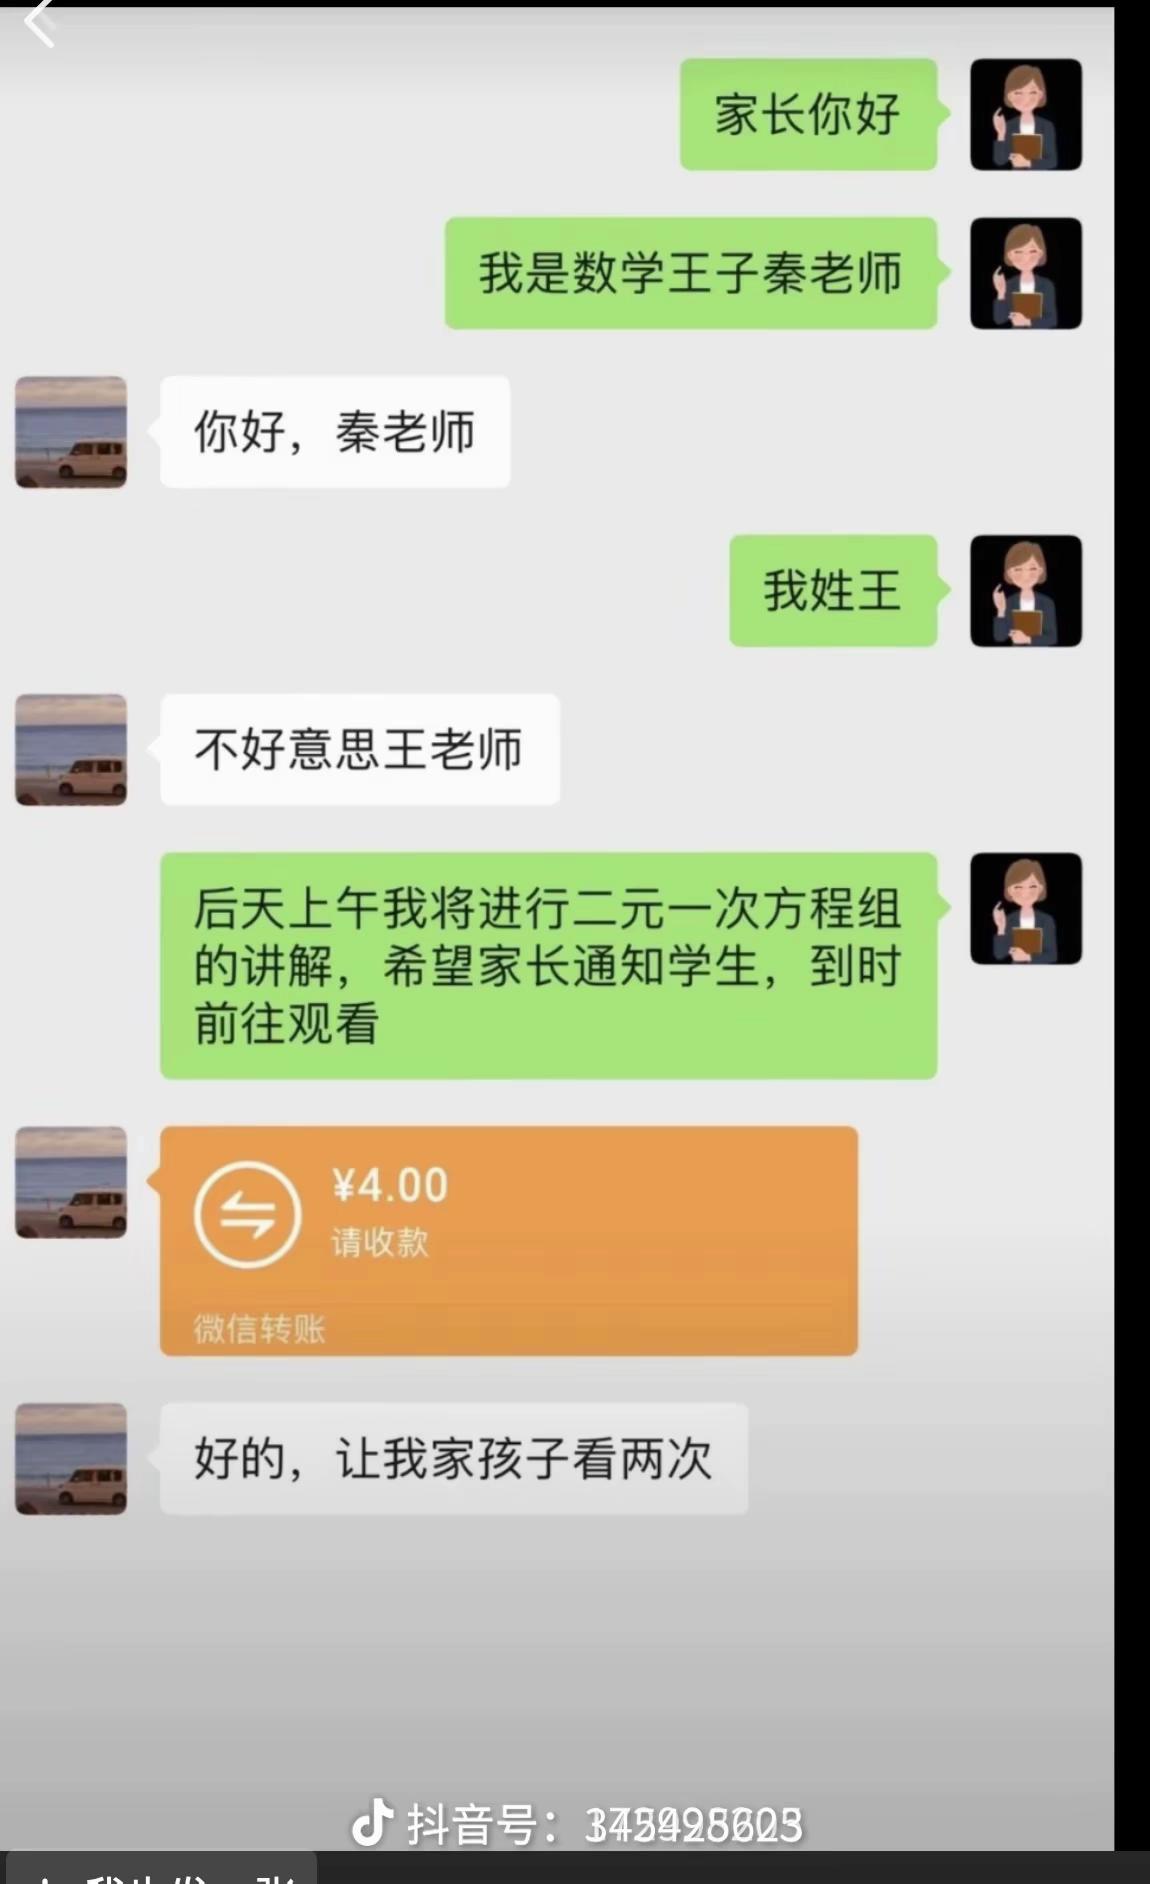 家长你好
我是数学王子秦老师
你好，秦老师
我姓王
不好意思王老师
后天上午我将进行二元一次方程组
的讲解，希望家长通知学生，到时
前往观看
¥4.00
请收款
微信转账
好的，让我家孩子看两次
抖音号：